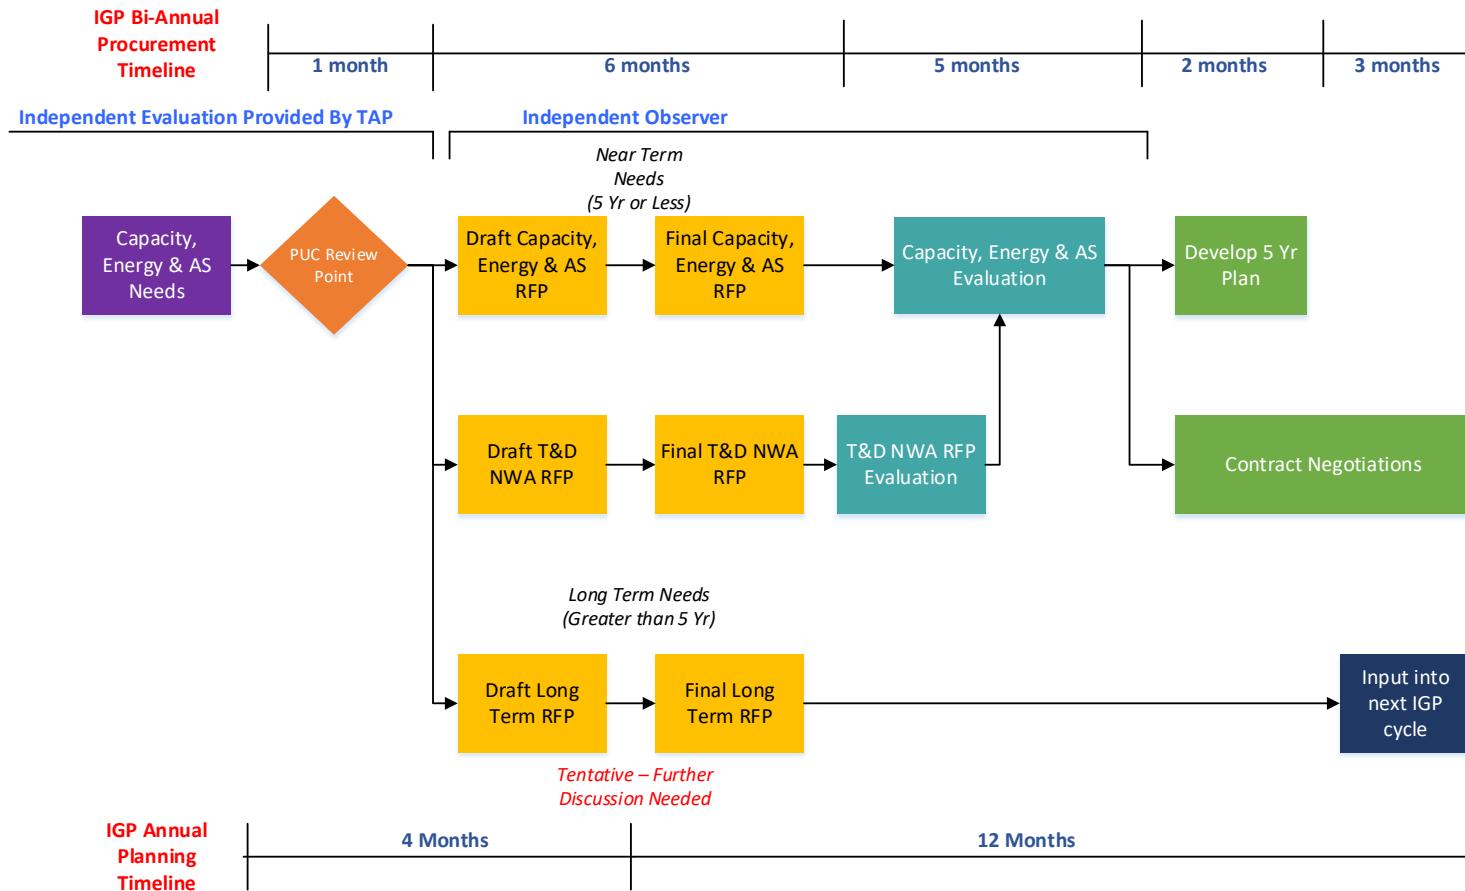 IGP Bi-Annual
Procurement
Timeline
1 month
6 months
5 months
2 months
3 months
Independent Evaluation Provided By TAP
Independent Observer
Near Term
Needs
(5 Yr or Less)
Capacity,
Energy & AS
Needs
PUC Review
Point
Draft Capacity,
Energy & AS
RFP
Final Capacity,
Energy & AS
RFP
Capacity, Energy & AS
Evaluation
Develop 5 Yr
Plan
Draft T&D
NWA RFP
Final T&D NWA
RFP
T&D NWA RFP
Evaluation
Contract Negotiations
Long Term Needs
(Greater than 5 Yr)
Draft Long
Term RFP
Final Long
Term RFP
Input into
next IGP
cycle
Tentative – Further
Discussion Needed
IGP Annual
Planning
Timeline
4 Months
12 Months